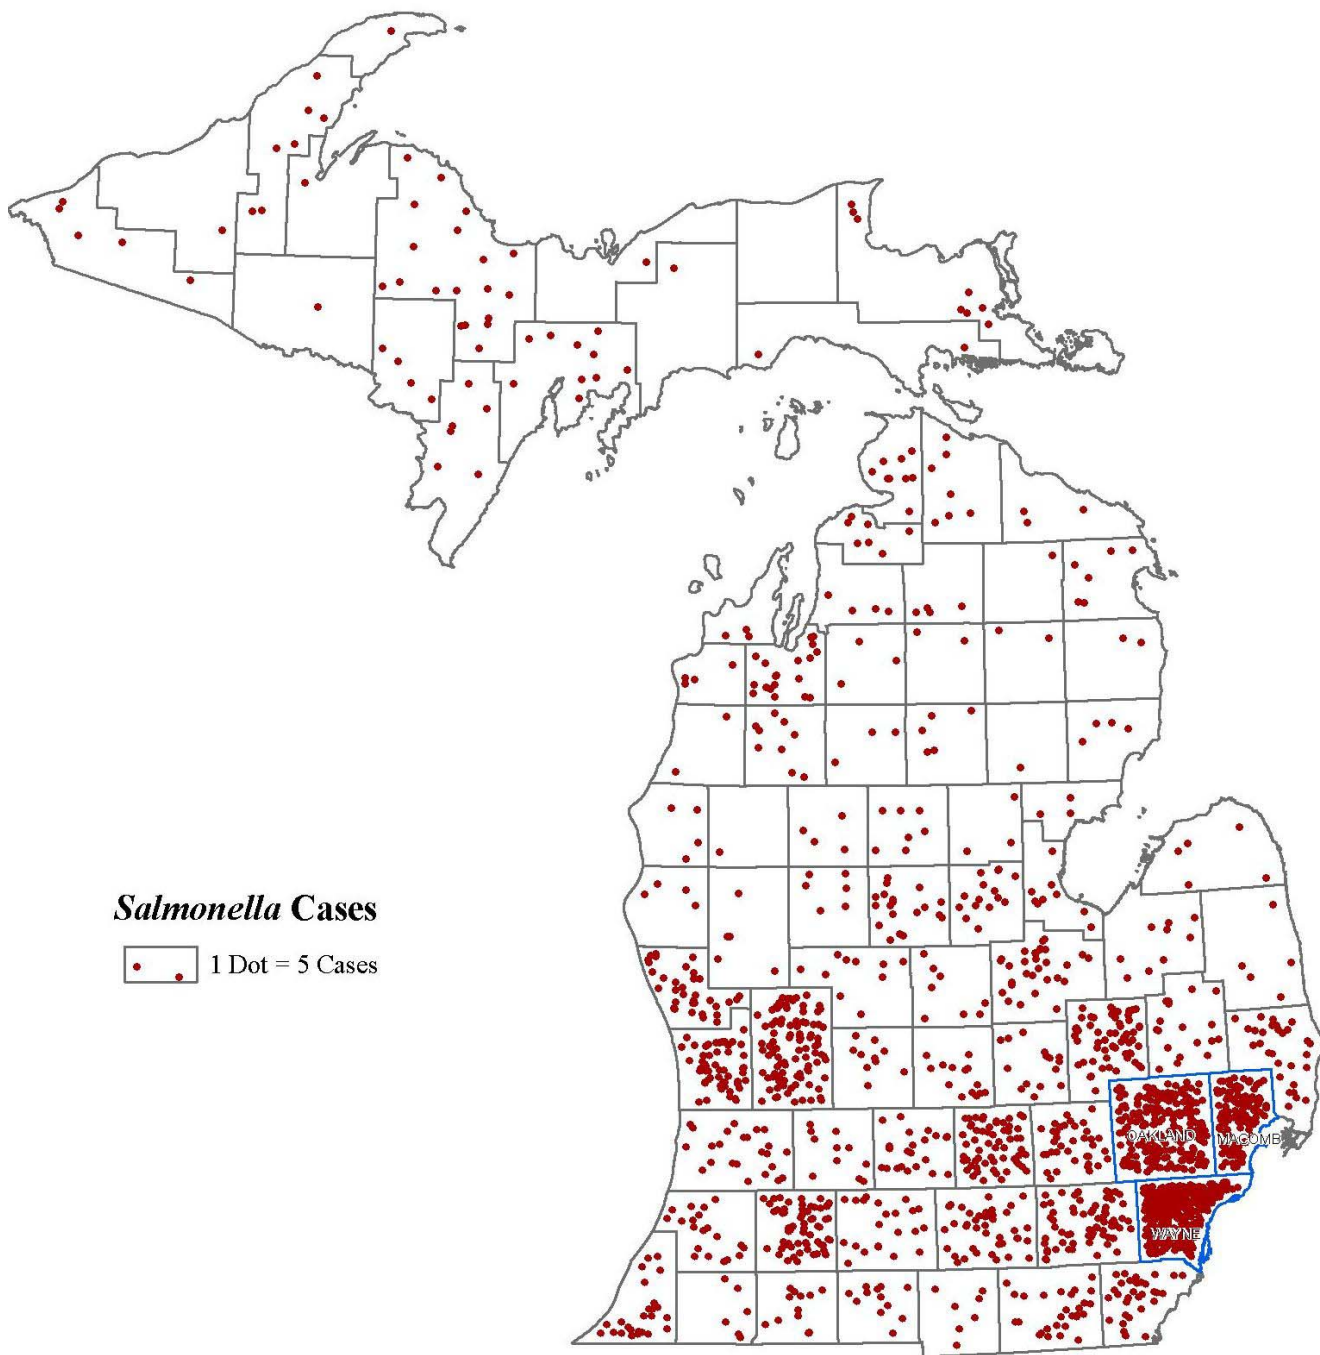 Salmonella Cases
1 Dot = 5 Cases
OAKLAND
MACOMB
WAYNE